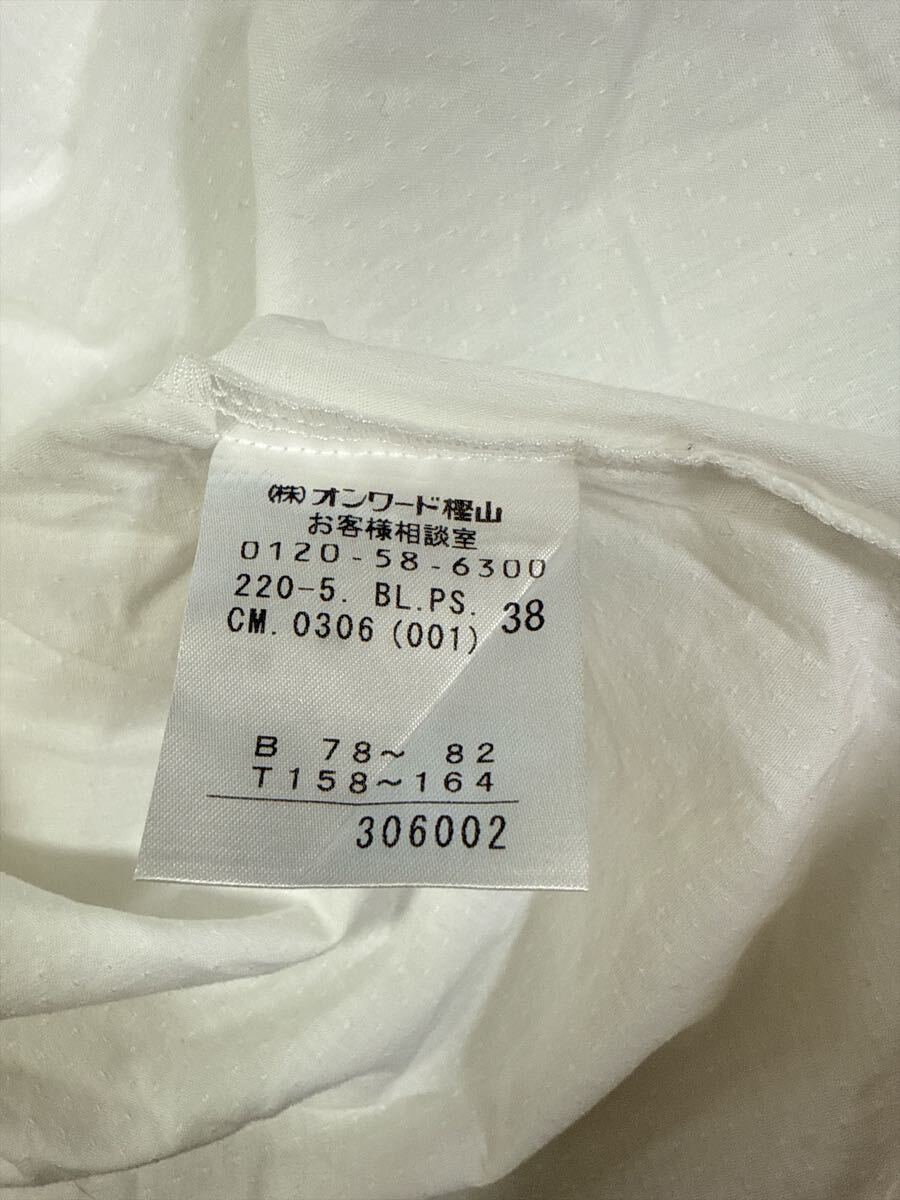 (株)オンワード樫山
お客様相談室
0120-58-6300
220-5. BL.PS. 38
CM. 0306 (001)
B 78～ 82
T158～164
306002